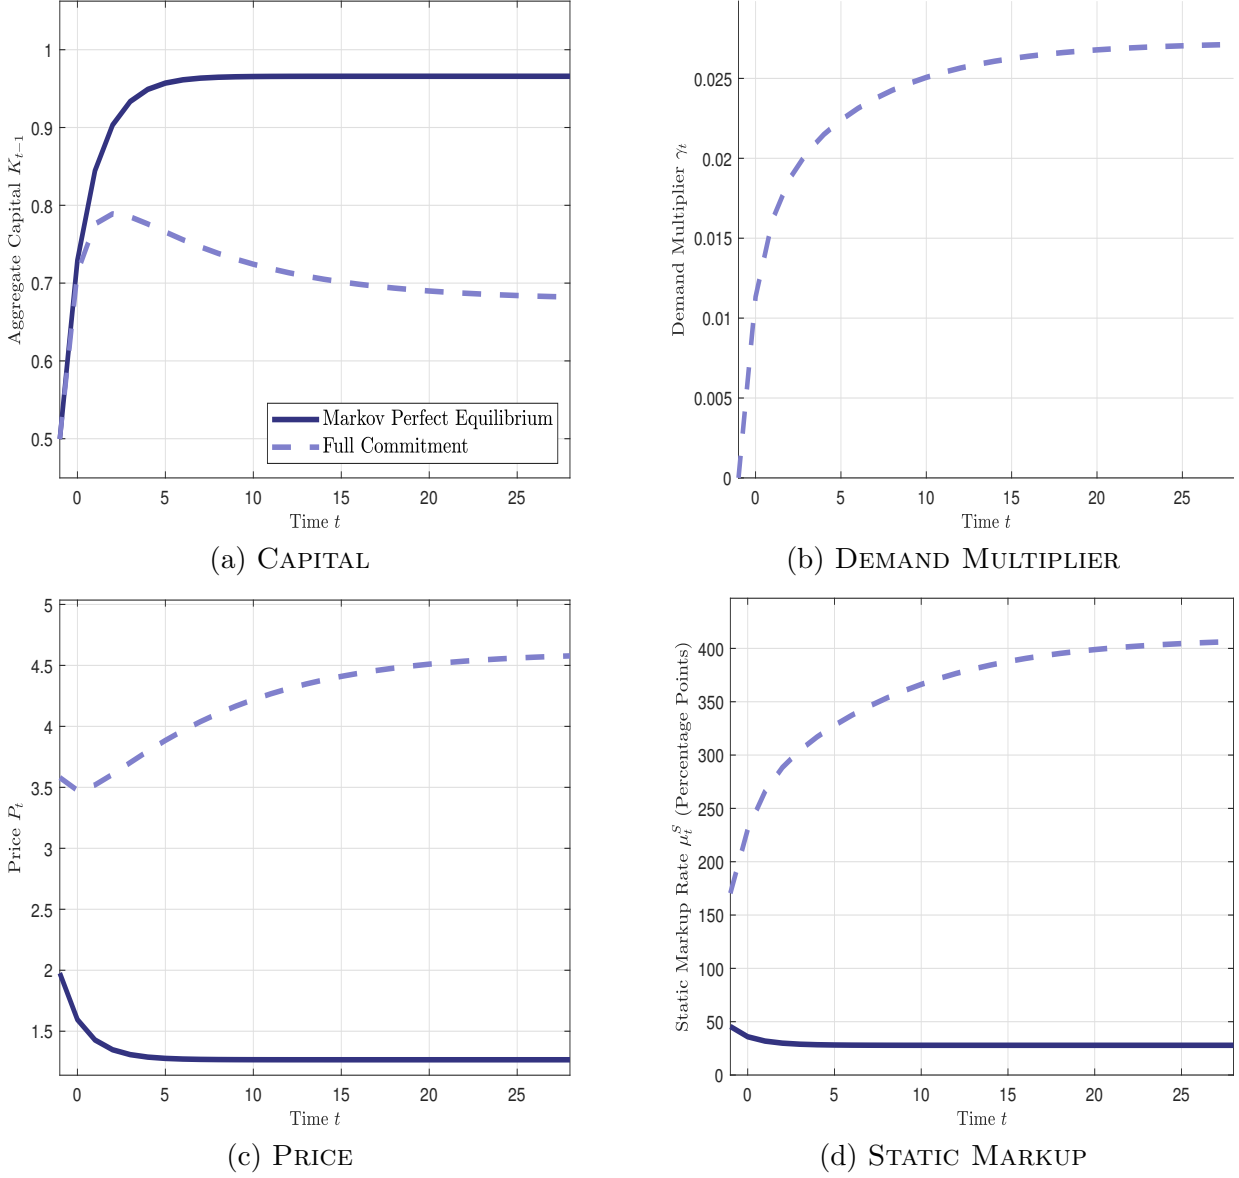 Aggregate Capital K_{t−1}
1
0.9
0.8
0.7
0.6
0.5
Markov Perfect Equilibrium
Full Commitment
0 5 10 15 20 25
Time t
(a) Capital
Demand Multiplier γ_t
0.025
0.02
0.015
0.01
0.005
0
0 5 10 15 20 25
Time t
(b) Demand Multiplier
Price P_t
5
4.5
4
3.5
3
2.5
2
1.5
0 5 10 15 20 25
Time t
(c) Price
Static Markup Rate μ_t^S (Percentage Points)
400
350
300
250
200
150
100
50
0
0 5 10 15 20 25
Time t
(d) Static Markup